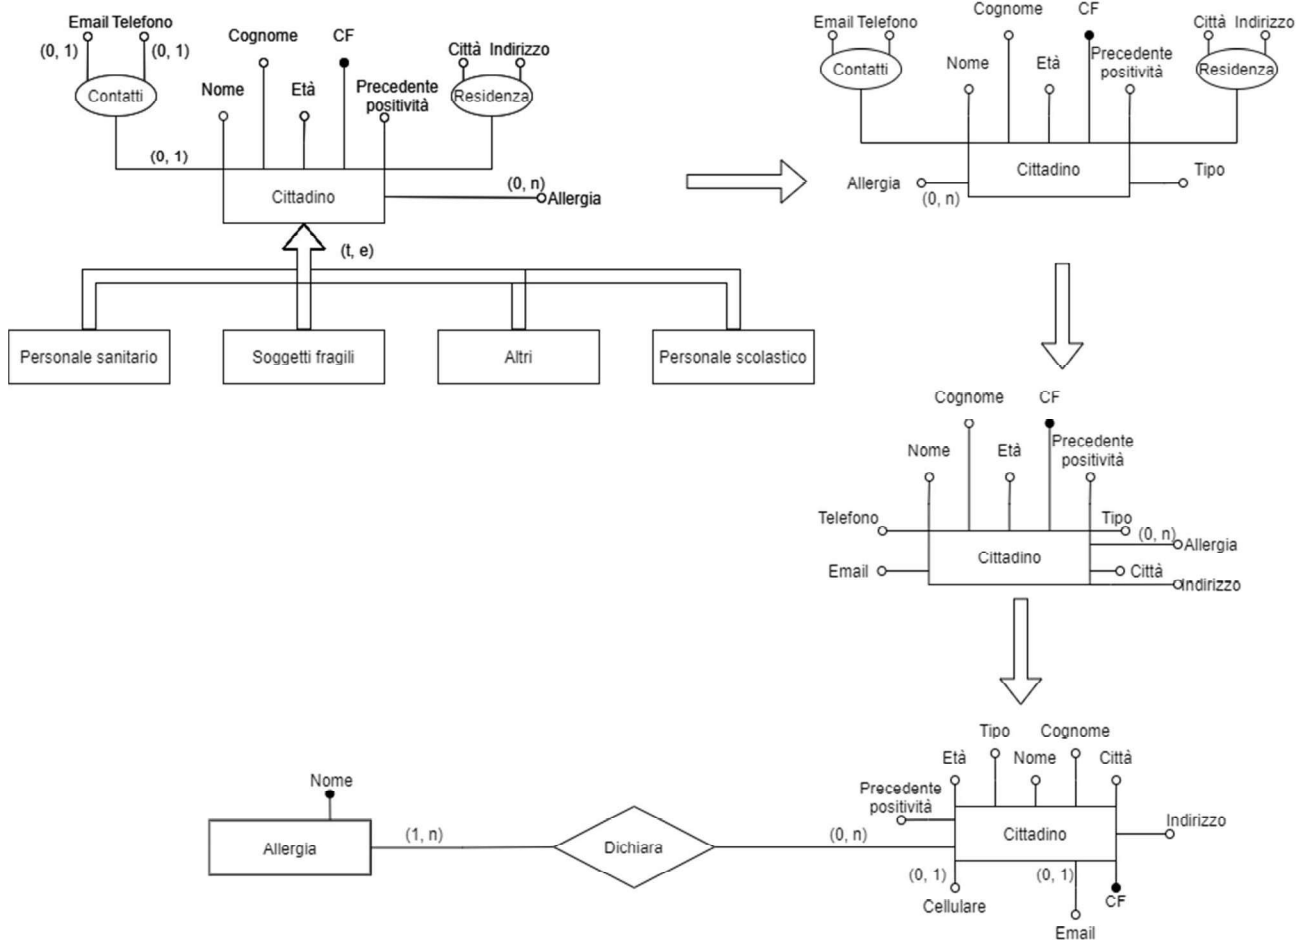 Email Telefono
(0, 1)
(0, 1)
Contatti
Cognome
CF
Nome
Età
Precedente
positività
Città Indirizzo
Residenza
(0, 1)
Cittadino
(0, n)
Allergia
(t, e)
Personale sanitario
Soggetti fragili
Altri
Personale scolastico
Email Telefono
Contatti
Cognome
CF
Nome
Età
Precedente
positività
Città Indirizzo
Residenza
Cittadino
Allergia
(0, n)
Tipo
Cognome
CF
Nome
Età
Precedente
positività
Telefono
Tipo
(0, n)
Allergia
Cittadino
Email
Città
Indirizzo
Tipo
Cognome
Età
Nome
Città
Precedente
positività
Indirizzo
Cittadino
Nome
Allergia
(1, n)
Dichiara
(0, n)
(0, 1)
Cellulare
(0, 1)
Email
CF